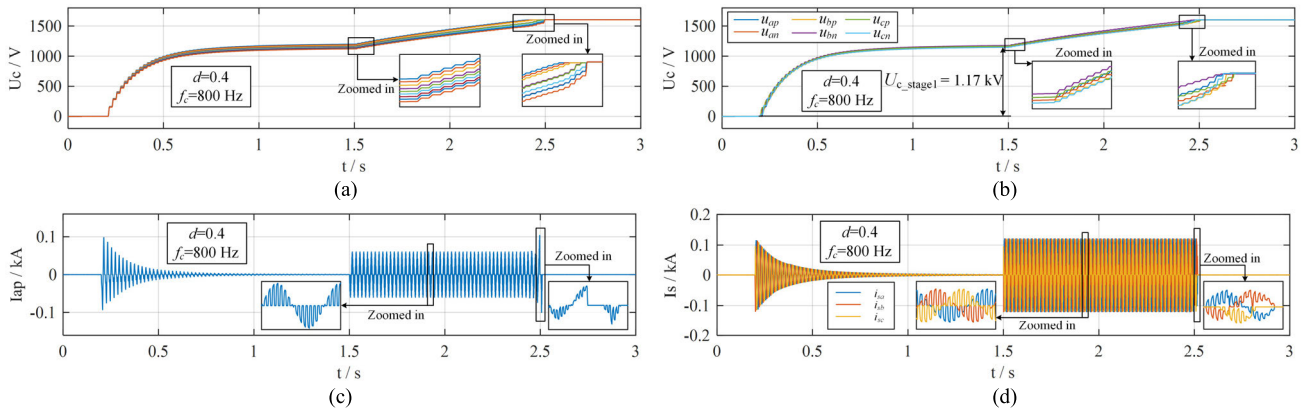 Uc / V
1500
1000
500
0
d=0.4
fc=800 Hz
Zoomed in
Zoomed in
0 0.5 1 1.5 2 2.5 3
t / s
(a)
Uc / V
1500
1000
500
0
uap ubp ucp
uan ubn ucn
d=0.4
fc=800 Hz
Uc_stage1 = 1.17 kV
Zoomed in
Zoomed in
0 0.5 1 1.5 2 2.5 3
t / s
(b)
Iap / kA
0.1
0
-0.1
d=0.4
fc=800 Hz
Zoomed in
Zoomed in
0 0.5 1 1.5 2 2.5 3
t / s
(c)
Is / kA
0.2
0.1
0
-0.1
-0.2
d=0.4
fc=800 Hz
isa
isb
isc
Zoomed in
Zoomed in
0 0.5 1 1.5 2 2.5 3
t / s
(d)